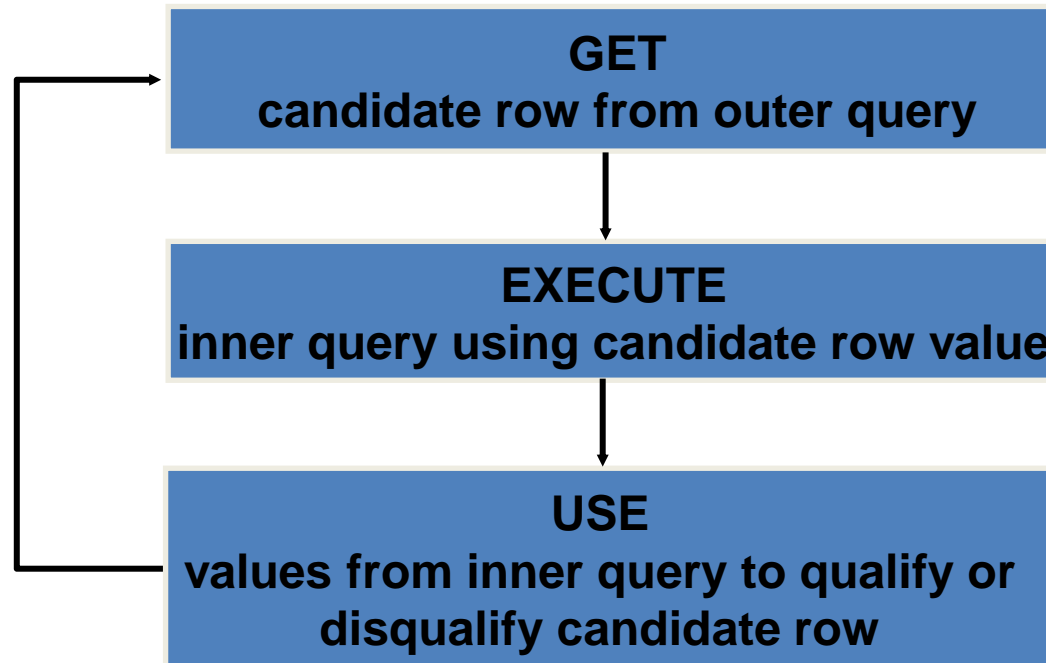 GET
candidate row from outer query
EXECUTE
inner query using candidate row value
USE
values from inner query to qualify or
disqualify candidate row